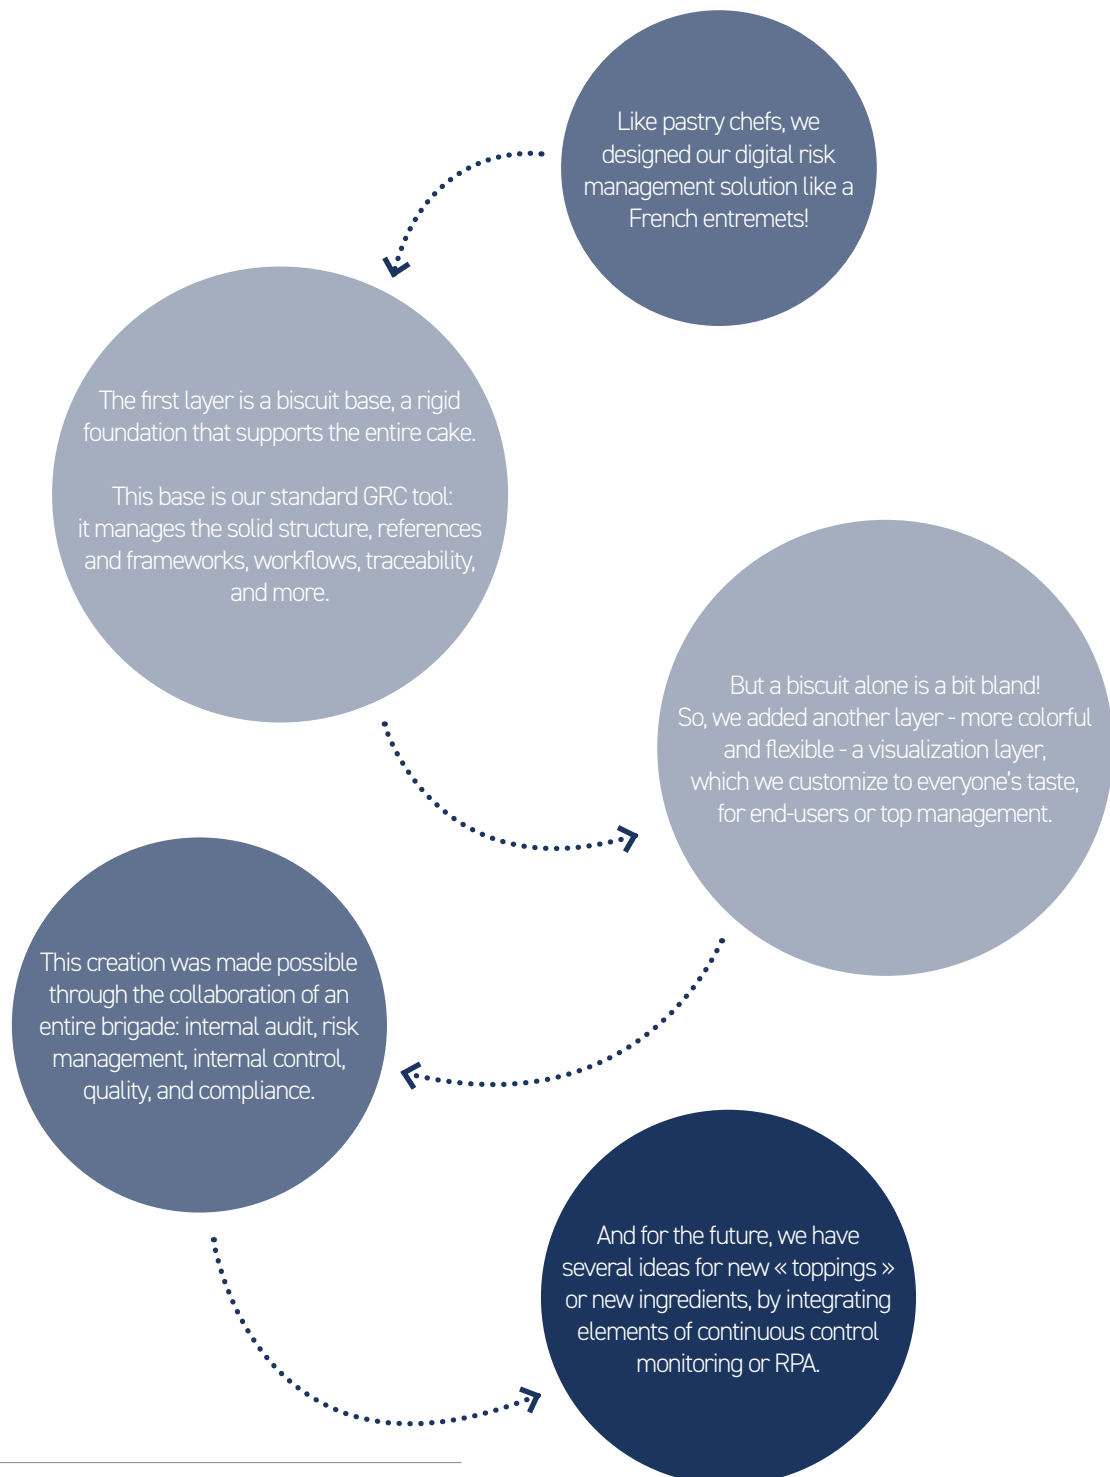 Like pastry chefs, we
designed our digital risk
management solution like a
French entremets!
The first layer is a biscuit base, a rigid
foundation that supports the entire cake.
This base is our standard GRC tool:
it manages the solid structure, references
and frameworks, workflows, traceability,
and more.
But a biscuit alone is a bit bland!
So, we added another layer - more colorful
and flexible - a visualization layer,
which we customize to everyone's taste,
for end-users or top management.
This creation was made possible
through the collaboration of an
entire brigade: internal audit, risk
management, internal control,
quality, and compliance.
And for the future, we have
several ideas for new « toppings »
or new ingredients, by integrating
elements of continuous control
monitoring or RPA.